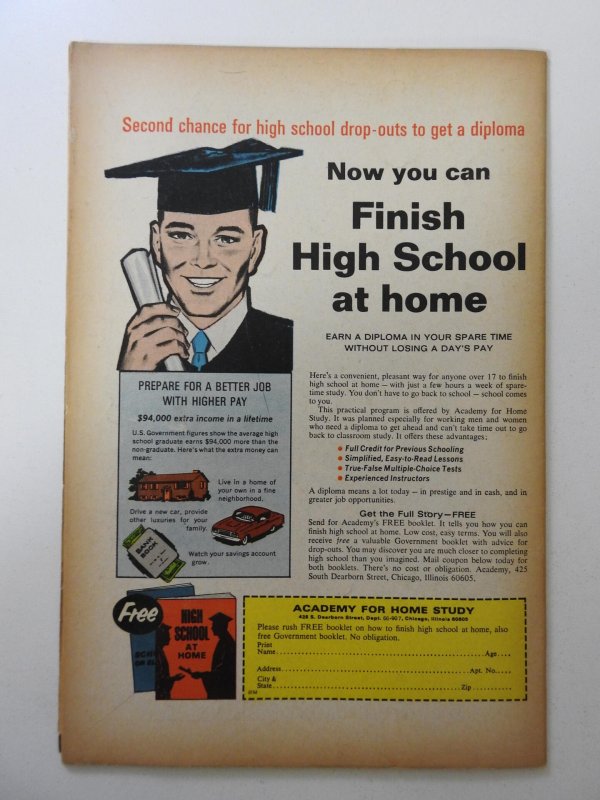 Second chance for high school drop-outs to get a diploma
Now you can
Finish
High School
at home
EARN A DIPLOMA IN YOUR SPARE TIME
WITHOUT LOSING A DAY'S PAY
PREPARE FOR A BETTER JOB
WITH HIGHER PAY
$94,000 extra income in a lifetime
U.S. Government figures show the average high
school graduate earns $94,000 more than the
non-graduate. Here's what the extra money can
mean:
Live in a home of
your own in a fine
neighborhood.
Drive a new car, provide
other luxuries for your
family.
BANK
BOOK
Watch your savings account
grow.
Here's a convenient, pleasant way for anyone over 17 to finish
high school at home — with just a few hours a week of spare-
time study. You don't have to go back to school — school comes
to you.
This practical program is offered by Academy for Home
Study. It was planned especially for working men and women
who need a diploma to get ahead and can't take time out to go
back to classroom study. It offers these advantages:
• Full Credit for Previous Schooling
• Simplified, Easy-to-Read Lessons
• True-False Multiple-Choice Tests
• Experienced Instructors
A diploma means a lot today — in prestige and in cash, and in
greater job opportunities.
Get the Full Story—FREE
Send for Academy's FREE booklet. It tells you how you can
finish high school at home. Low cost, easy terms. You will also
receive free a valuable Government booklet with advice for
drop-outs. You may discover you are much closer to completing
high school than you imagined. Mail coupon below today for
both booklets. There's no cost or obligation. Academy, 425
South Dearborn Street, Chicago, Illinois 60605.
Free
HIGH
SCHOOL
AT
HOME
ACADEMY FOR HOME STUDY
425 S. Dearborn Street, Dept. 50-907, Chicago, Illinois 60605
Please rush FREE booklet on how to finish high school at home, also
free Government booklet. No obligation.
Print
Name Age
Address Apt. No.
City &
State Zip